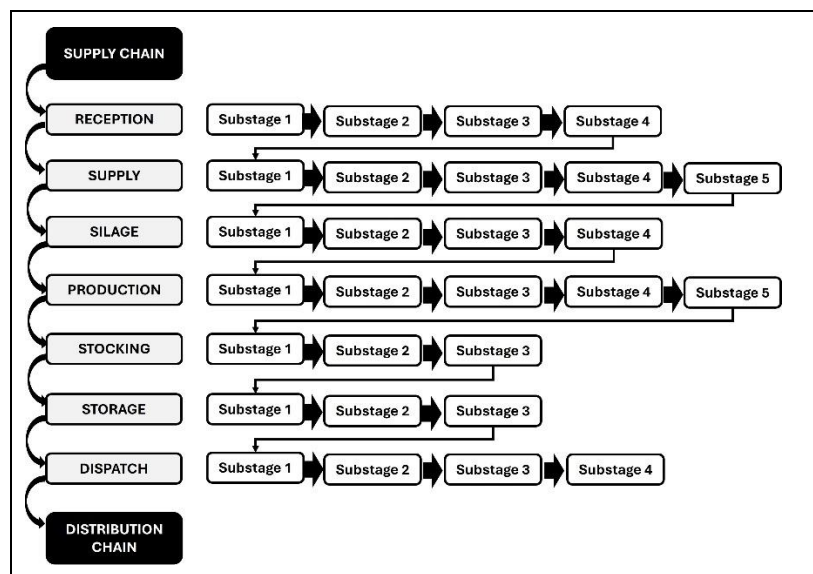 SUPPLY CHAIN
RECEPTION
Substage 1
Substage 2
Substage 3
Substage 4
SUPPLY
Substage 1
Substage 2
Substage 3
Substage 4
Substage 5
SILAGE
Substage 1
Substage 2
Substage 3
Substage 4
PRODUCTION
Substage 1
Substage 2
Substage 3
Substage 4
Substage 5
STOCKING
Substage 1
Substage 2
Substage 3
STORAGE
Substage 1
Substage 2
Substage 3
DISPATCH
Substage 1
Substage 2
Substage 3
Substage 4
DISTRIBUTION
CHAIN